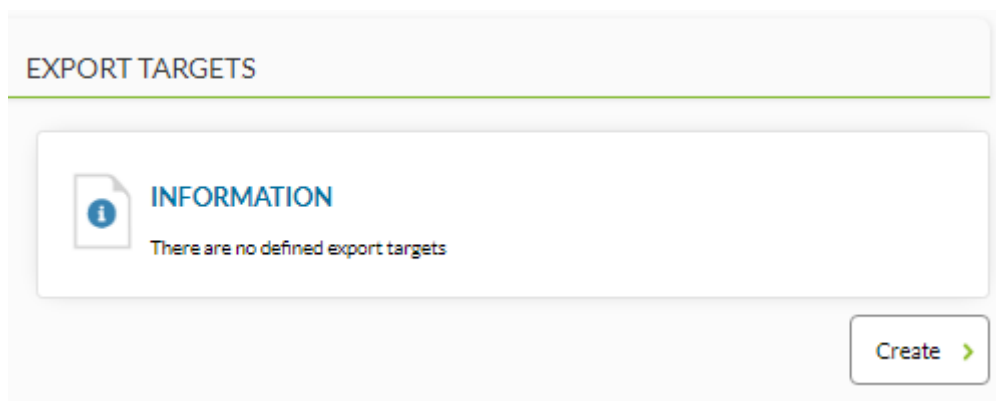 EXPORT TARGETS
INFORMATION
There are no defined export targets
Create